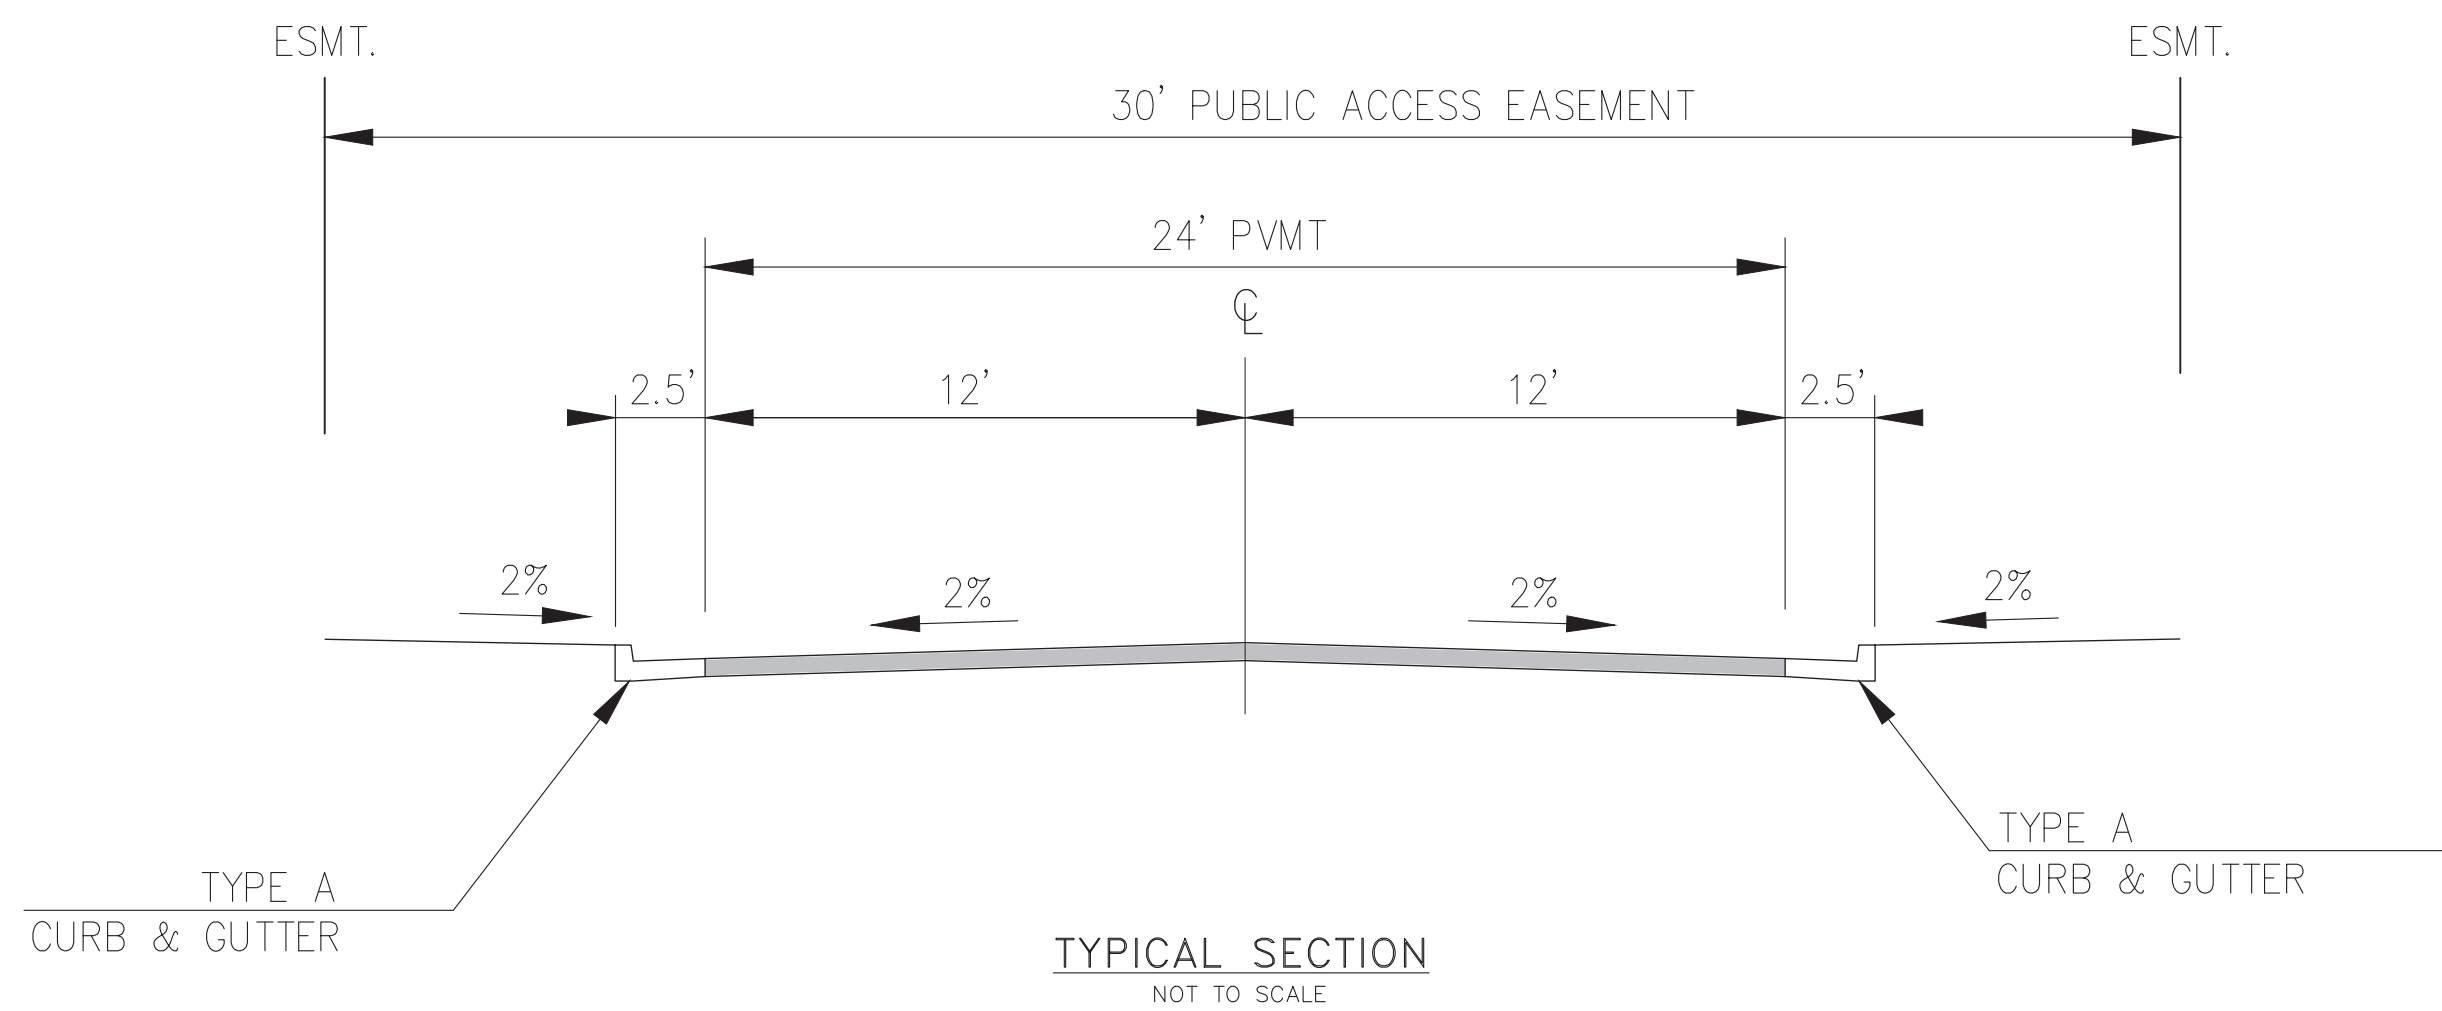 ESMT.
ESMT.
30' PUBLIC ACCESS EASEMENT
24' PVMT
℄
2.5'
12'
12'
2.5'
2%
2%
2%
2%
TYPE A
CURB & GUTTER
TYPE A
CURB & GUTTER
TYPICAL SECTION
NOT TO SCALE